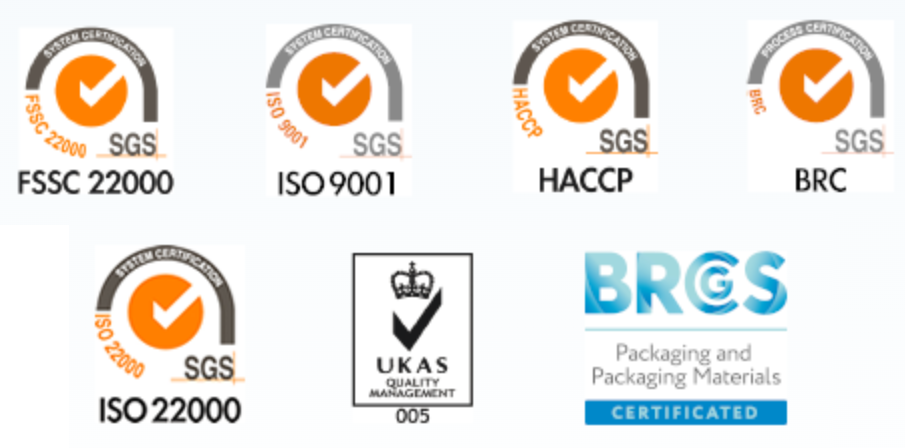 SYSTEM CERTIFICATION
FSSC 22000
SGS
FSSC 22000
SYSTEM CERTIFICATION
ISO 9001
SGS
ISO 9001
SYSTEM CERTIFICATION
HACCP
SGS
HACCP
PROCESS CERTIFICATION
BRC
SGS
BRC
SYSTEM CERTIFICATION
ISO 22000
SGS
ISO 22000
UKAS
QUALITY
MANAGEMENT
005
BRCGS
Packaging and
Packaging Materials
CERTIFICATED